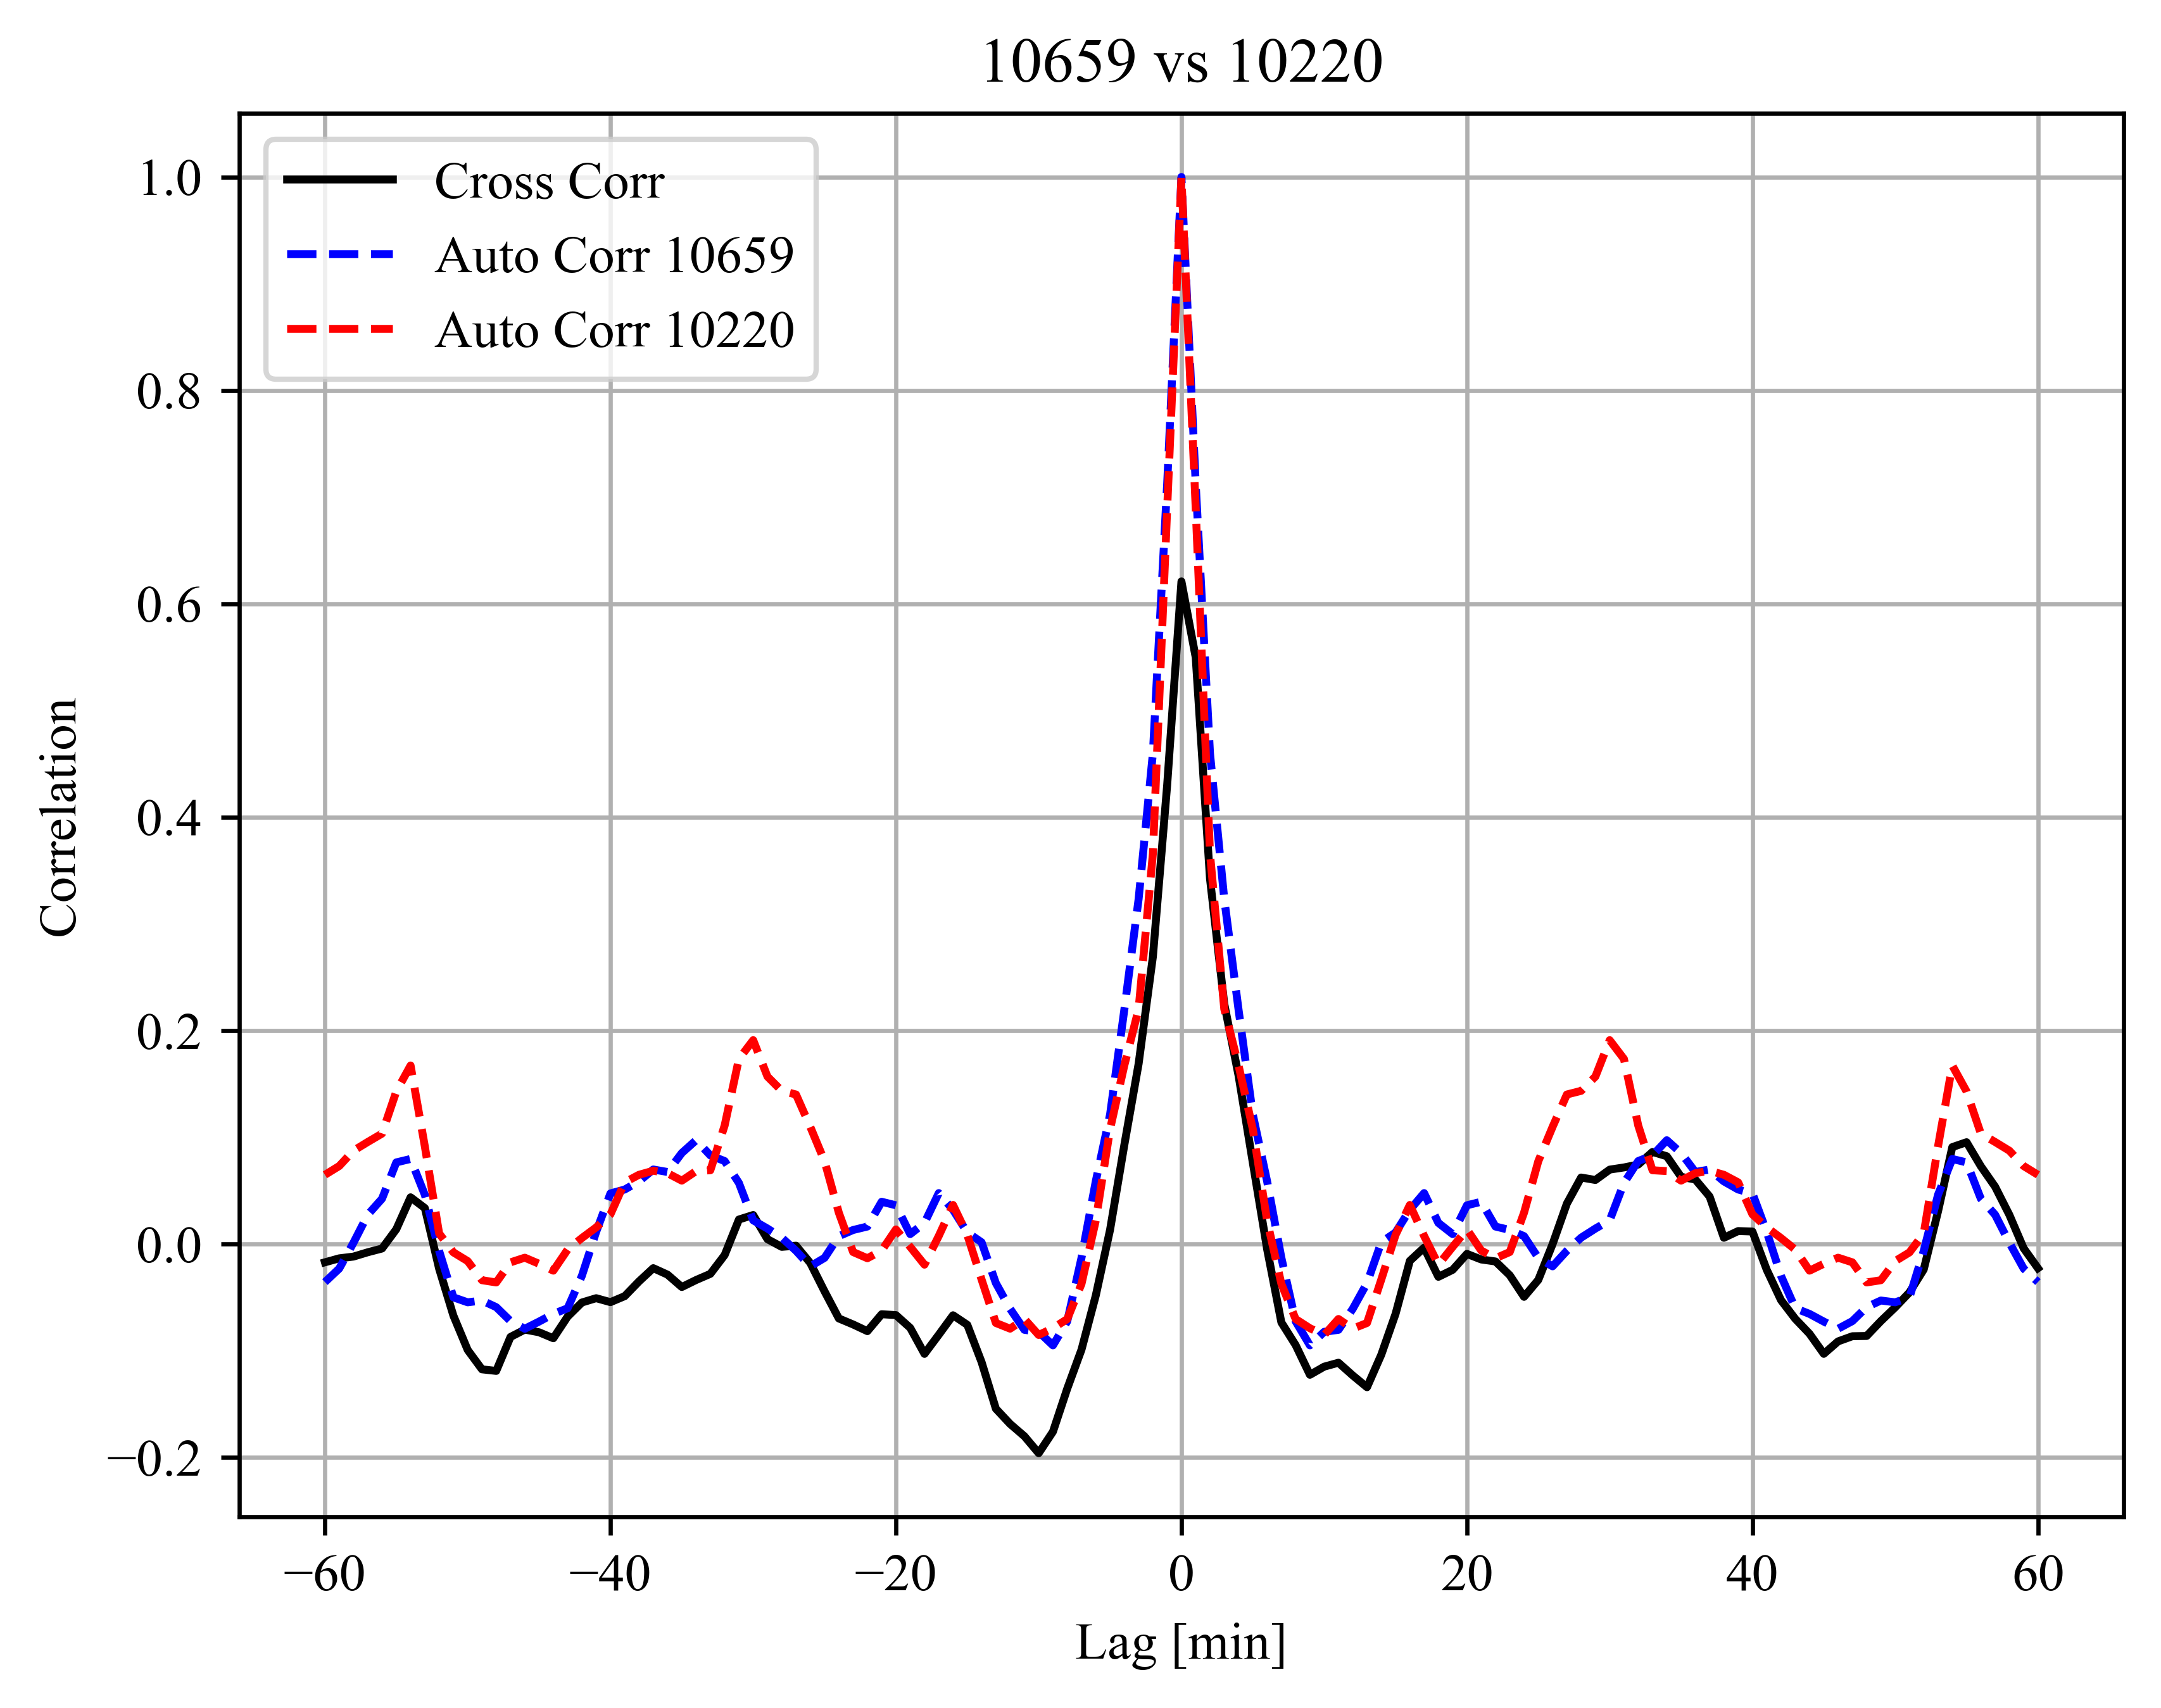 10659 vs 10220
Cross Corr
Auto Corr 10659
Auto Corr 10220
1.0
0.8
0.6
0.4
0.2
0.0
−0.2
Correlation
−60 −40 −20 0 20 40 60
Lag [min]